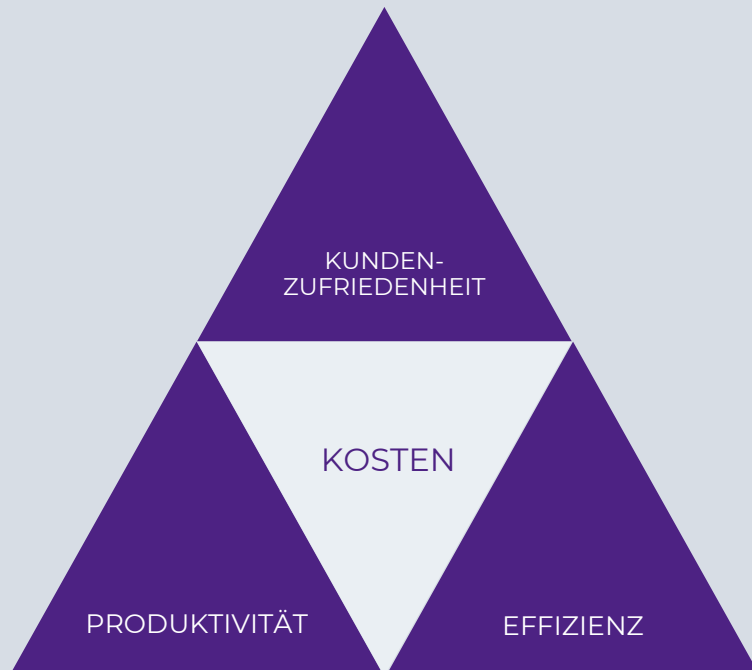 KUNDEN-
ZUFRIEDENHEIT
KOSTEN
PRODUKTIVITÄT
EFFIZIENZ